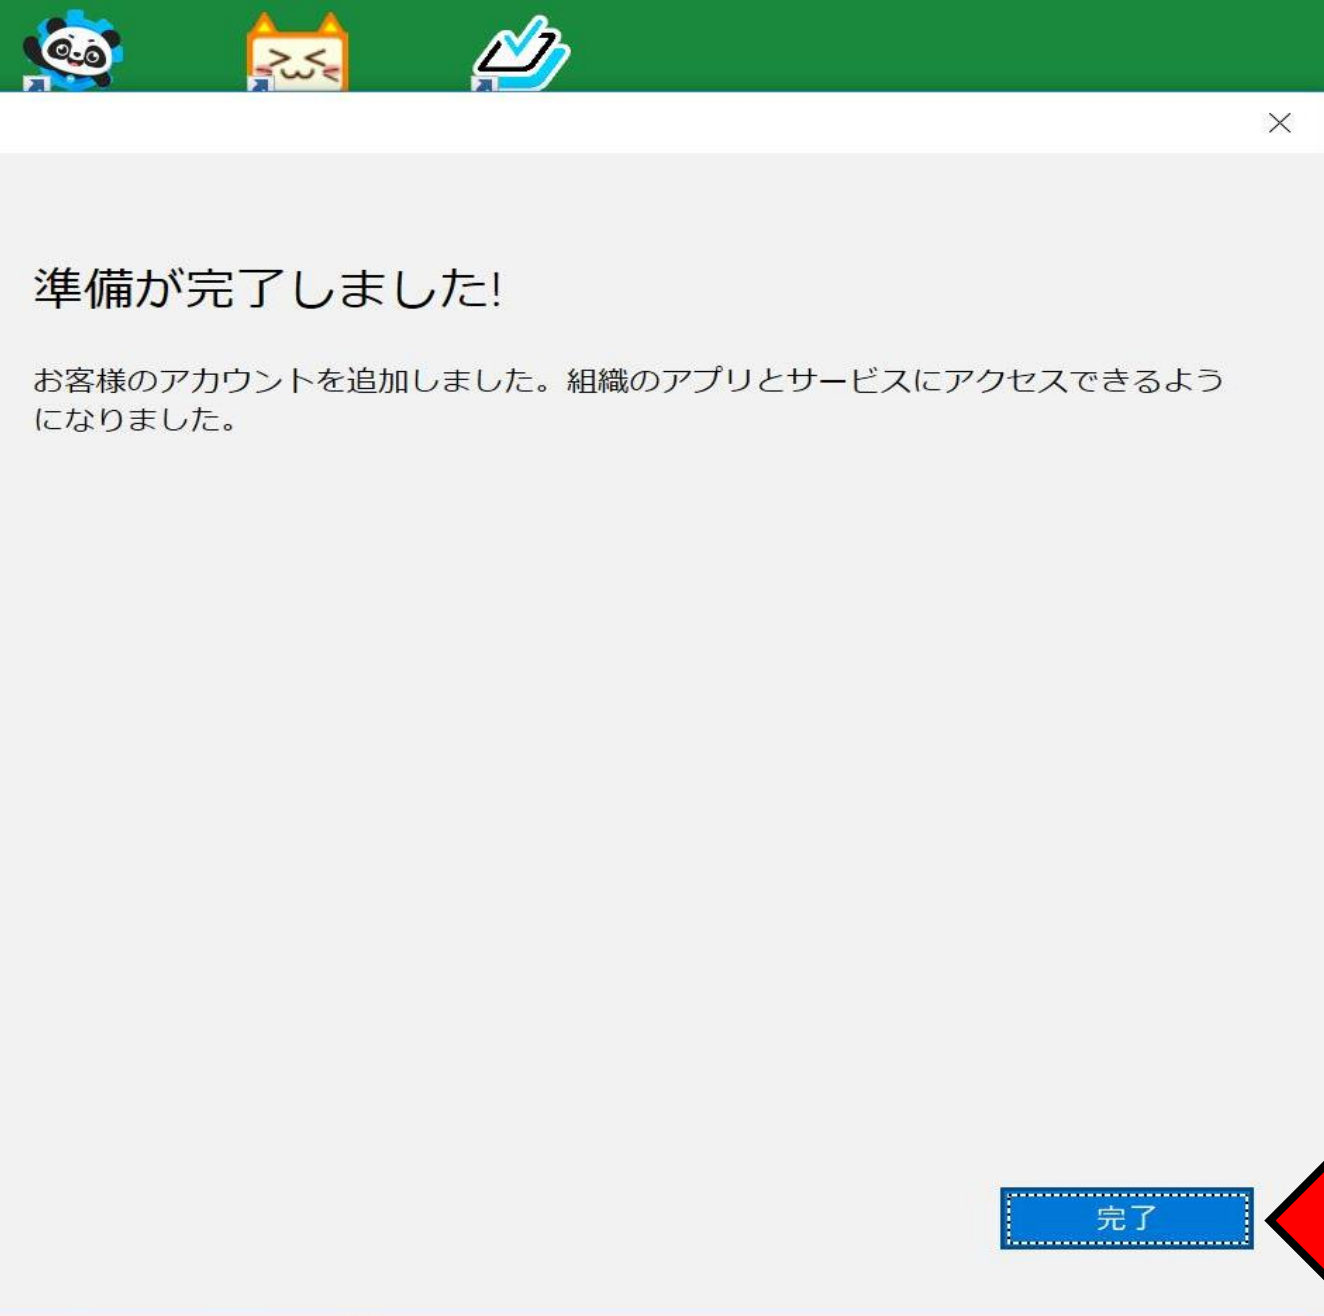 準備が完了しました!
お客様のアカウントを追加しました。組織のアプリとサービスにアクセスできるよう
になりました。
完了